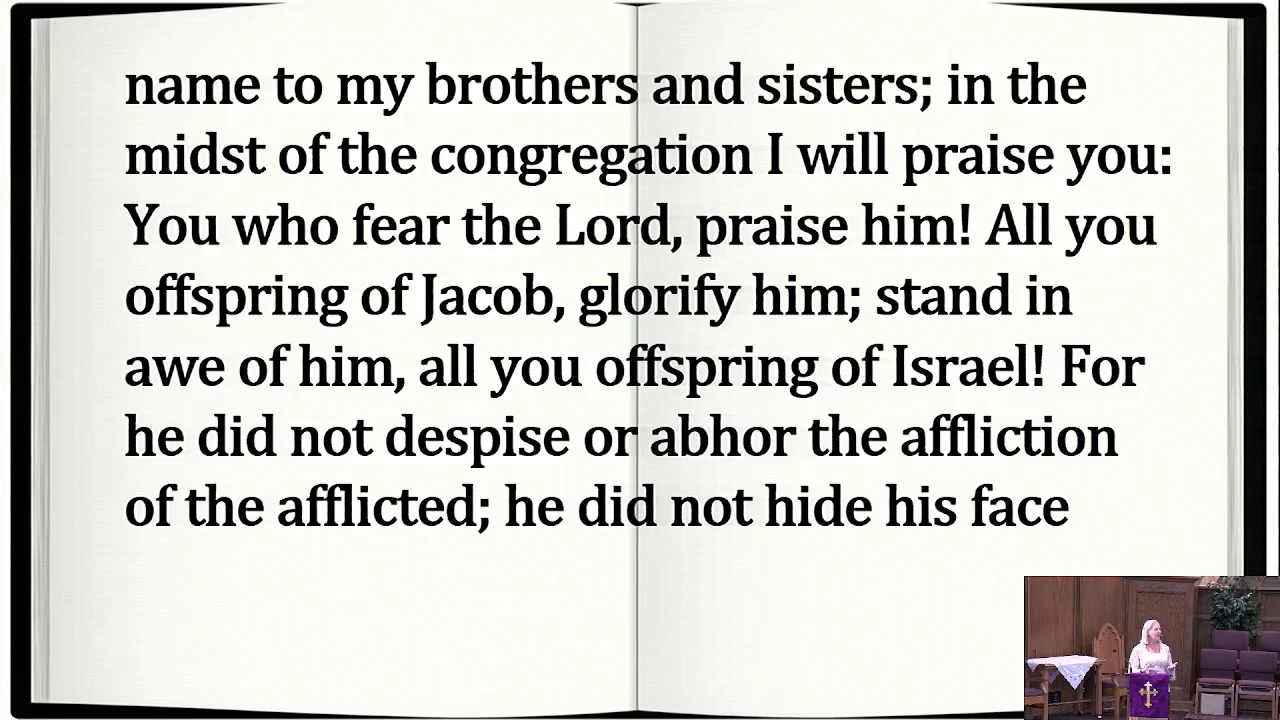 name to my brothers and sisters; in the
midst of the congregation I will praise you:
You who fear the Lord, praise him! All you
offspring of Jacob, glorify him; stand in
awe of him, all you offspring of Israel! For
he did not despise or abhor the affliction
of the afflicted; he did not hide his face